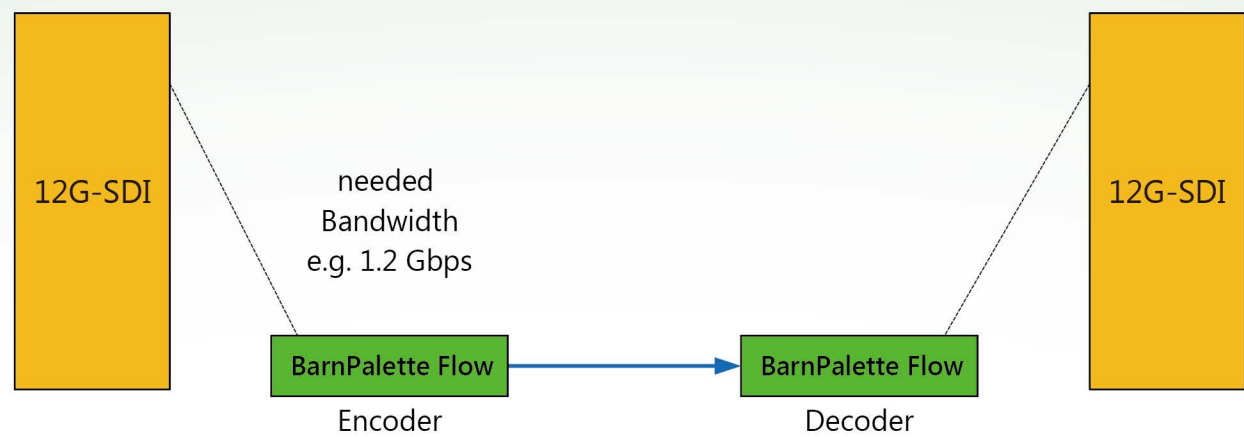 12G-SDI
needed
Bandwidth
e.g. 1.2 Gbps
BarnPalette Flow
Encoder
BarnPalette Flow
Decoder
12G-SDI